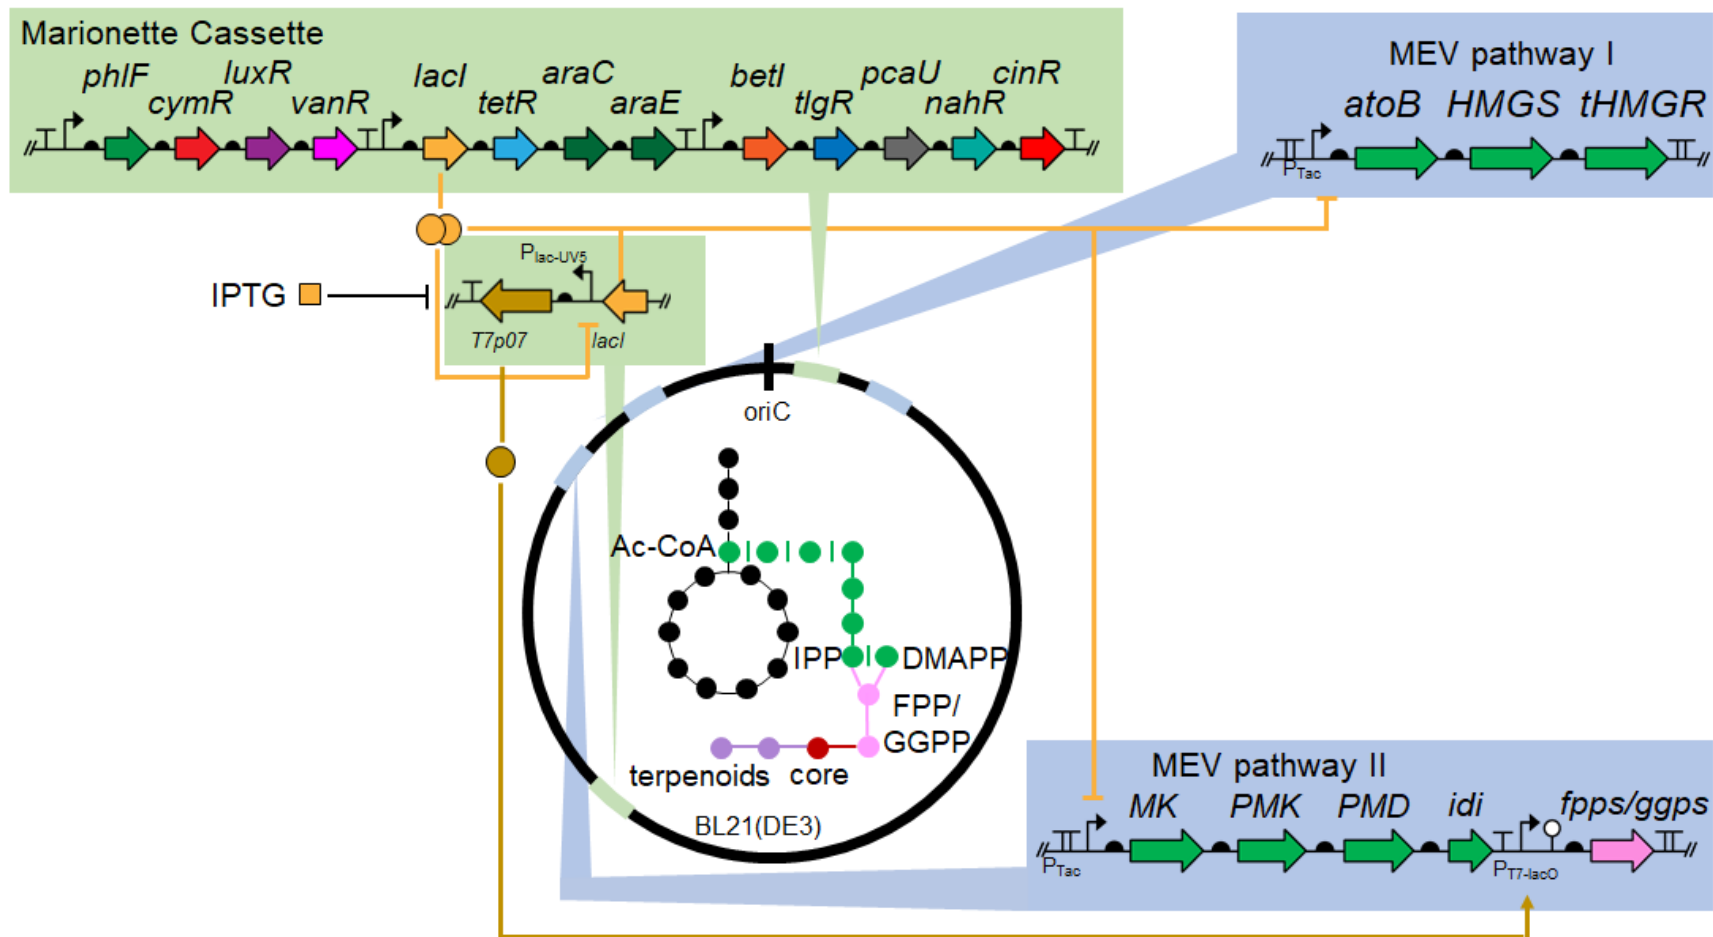 Marionette Cassette
phlF cymR luxR vanR lacI tetR araC araE betI tlgR pcaU nahR cinR
MEV pathway I
atoB HMGS tHMGR
PTac
IPTG
Plac-UV5
T7p07 lacI
oriC
Ac-CoA
IPP DMAPP
FPP/
GGPP
terpenoids core
BL21(DE3)
MEV pathway II
MK PMK PMD idi fpps/ggps
PTac PT7-lacO